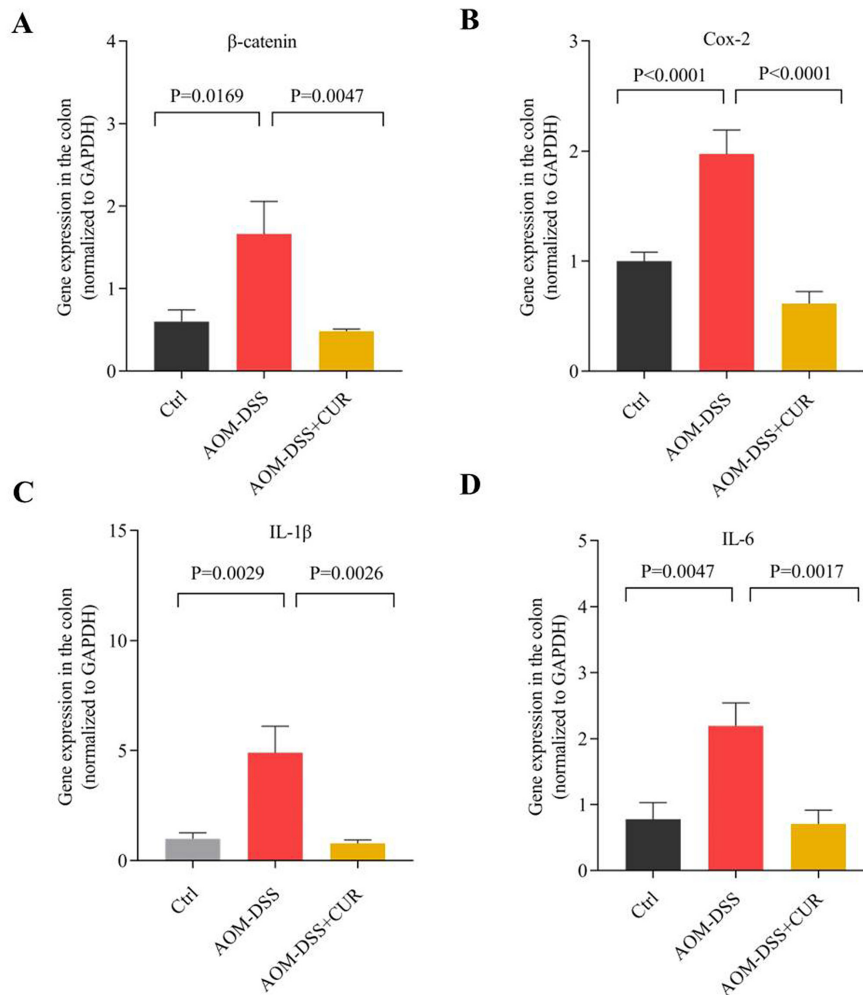 A
β-catenin
Gene expression in the colon
(normalized to GAPDH)
4
3
2
1
0
P=0.0169
P=0.0047
Ctrl
AOM-DSS
AOM-DSS+CUR
B
Cox-2
Gene expression in the colon
(normalized to GAPDH)
3
2
1
0
P<0.0001
P<0.0001
Ctrl
AOM-DSS
AOM-DSS+CUR
C
IL-1β
Gene expression in the colon
(normalized to GAPDH)
15
10
5
0
P=0.0029
P=0.0026
Ctrl
AOM-DSS
AOM-DSS+CUR
D
IL-6
Gene expression in the colon
(normalized to GAPDH)
5
4
3
2
1
0
P=0.0047
P=0.0017
Ctrl
AOM-DSS
AOM-DSS+CUR